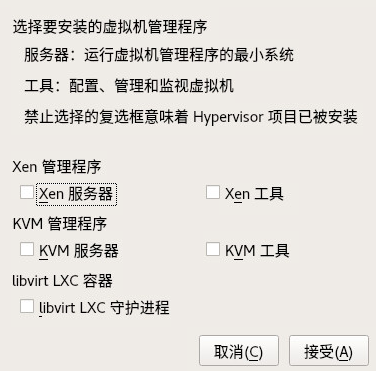 选择要安装的虚拟机管理程序
服务器：运行虚拟机管理程序的最小系统
工具：配置、管理和监视虚拟机
禁止选择的复选框意味着 Hypervisor 项目已被安装
Xen 管理程序
Xen 服务器 Xen 工具
KVM 管理程序
KVM 服务器 KVM 工具
libvirt LXC 容器
libvirt LXC 守护进程
取消(C) 接受(A)